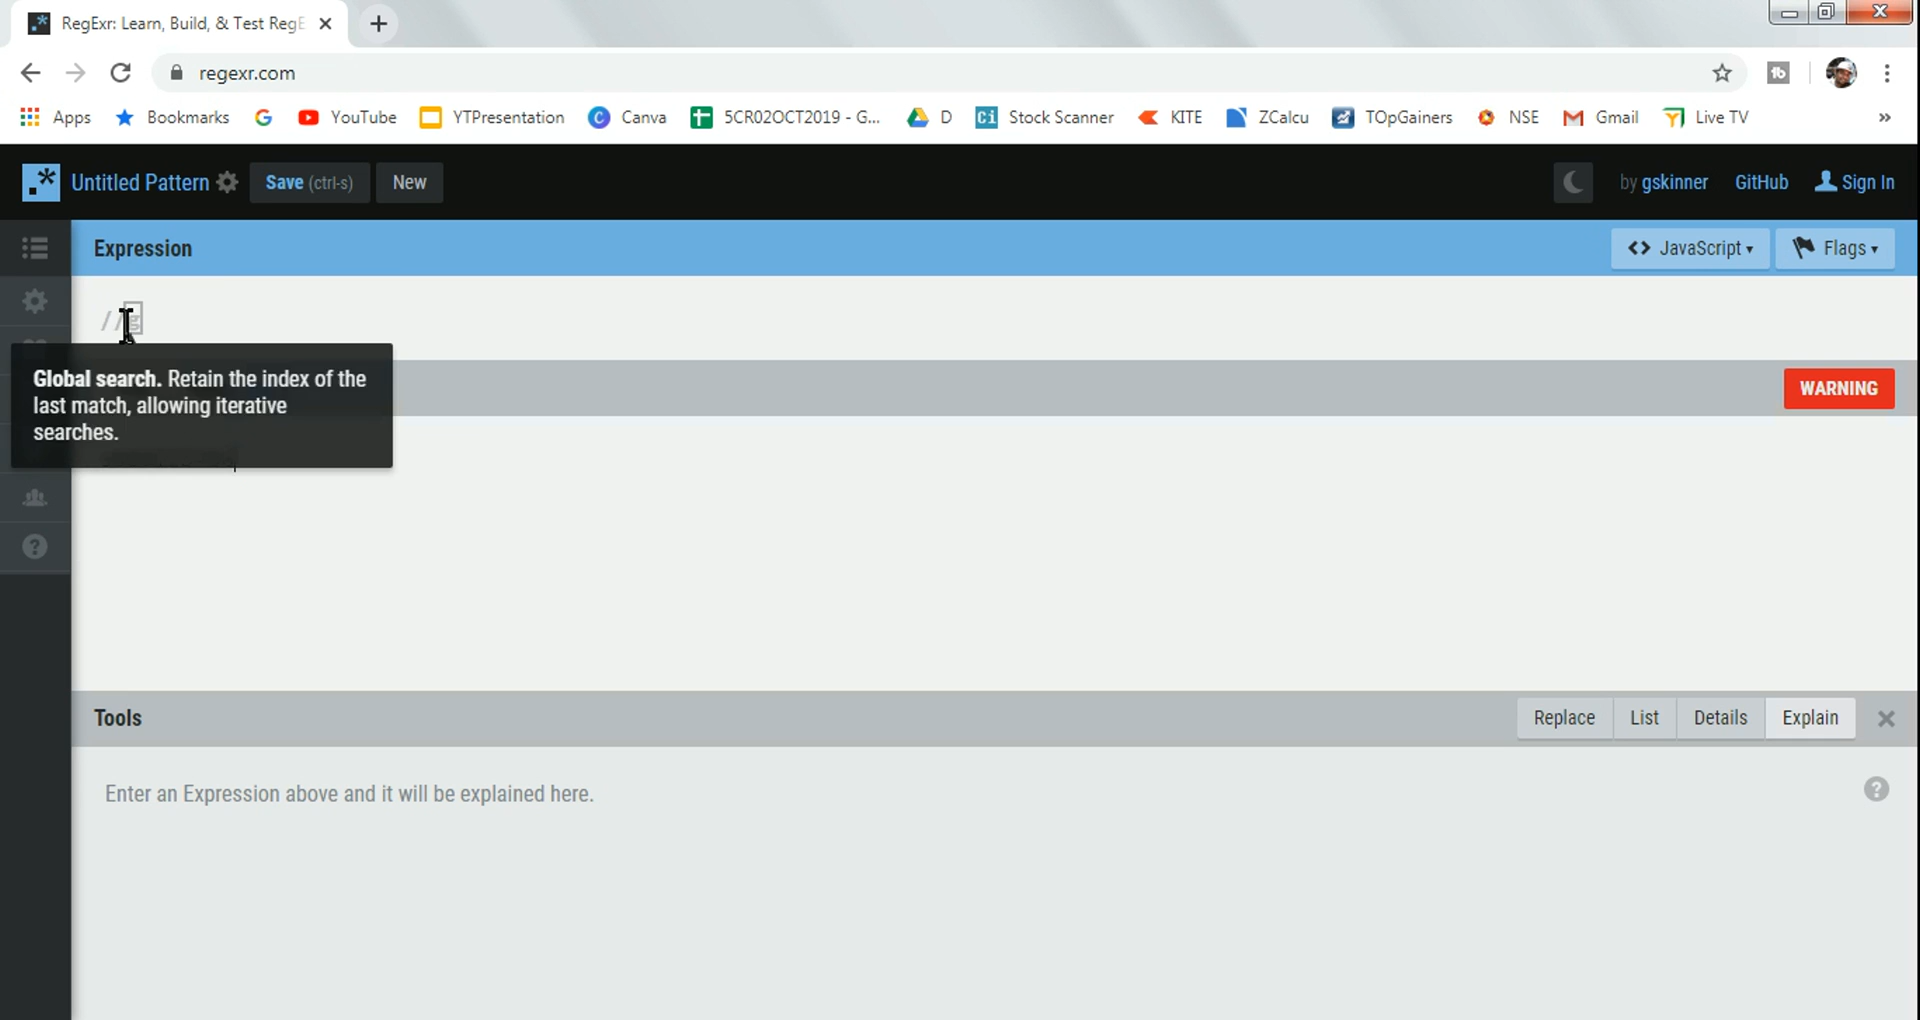 RegExr: Learn, Build, & Test RegE
regexr.com
Apps Bookmarks YouTube YTPresentation Canva 5CR02OCT2019 - G... D Stock Scanner KITE ZCalcu TOpGainers NSE Gmail Live TV »
.* Untitled Pattern Save (ctrl-s) New by gskinner GitHub Sign In
Expression <> JavaScript ▾ Flags ▾
//g
Global search. Retain the index of the
last match, allowing iterative
searches.
WARNING
Tools Replace List Details Explain
Enter an Expression above and it will be explained here.